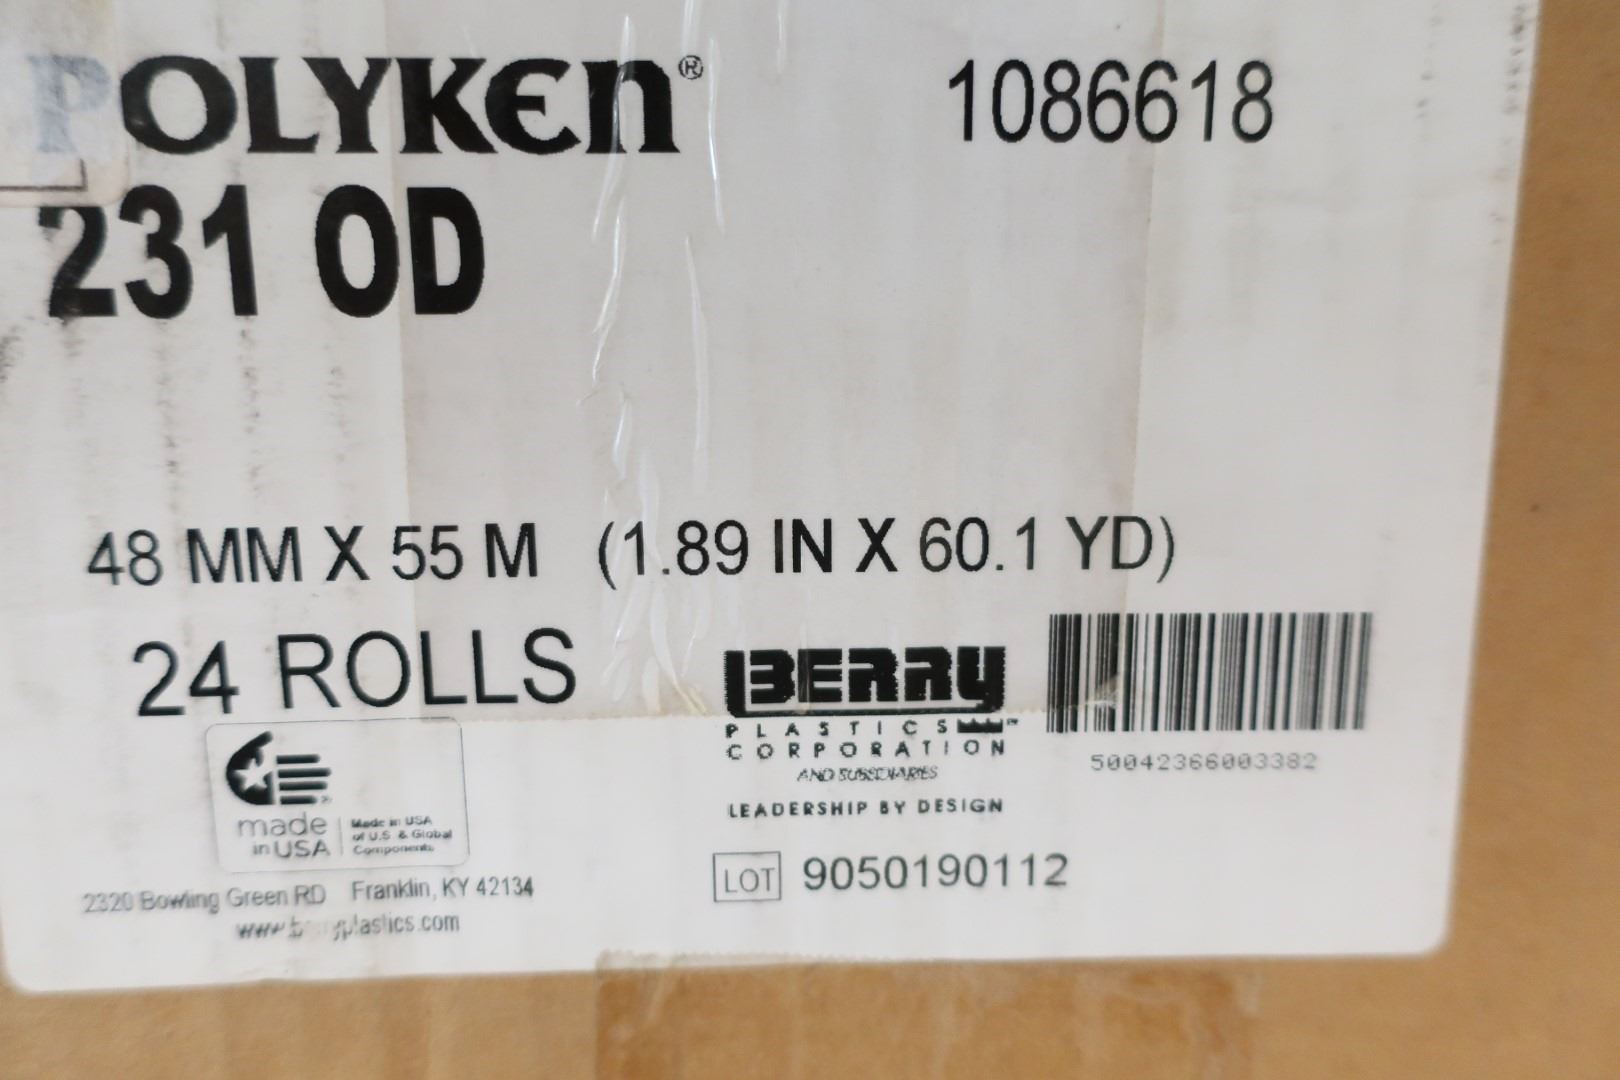 POLYKEN® 1086618
231 OD
48 MM X 55 M (1.89 IN X 60.1 YD)
24 ROLLS
BERRY
PLASTICS ™
CORPORATION
AND SUBSIDIARIES
LEADERSHIP BY DESIGN
50042366003382
made
in USA
Made in USA
of U.S. & Global
Components
2320 Bowling Green RD Franklin, KY 42134
LOT 9050190112